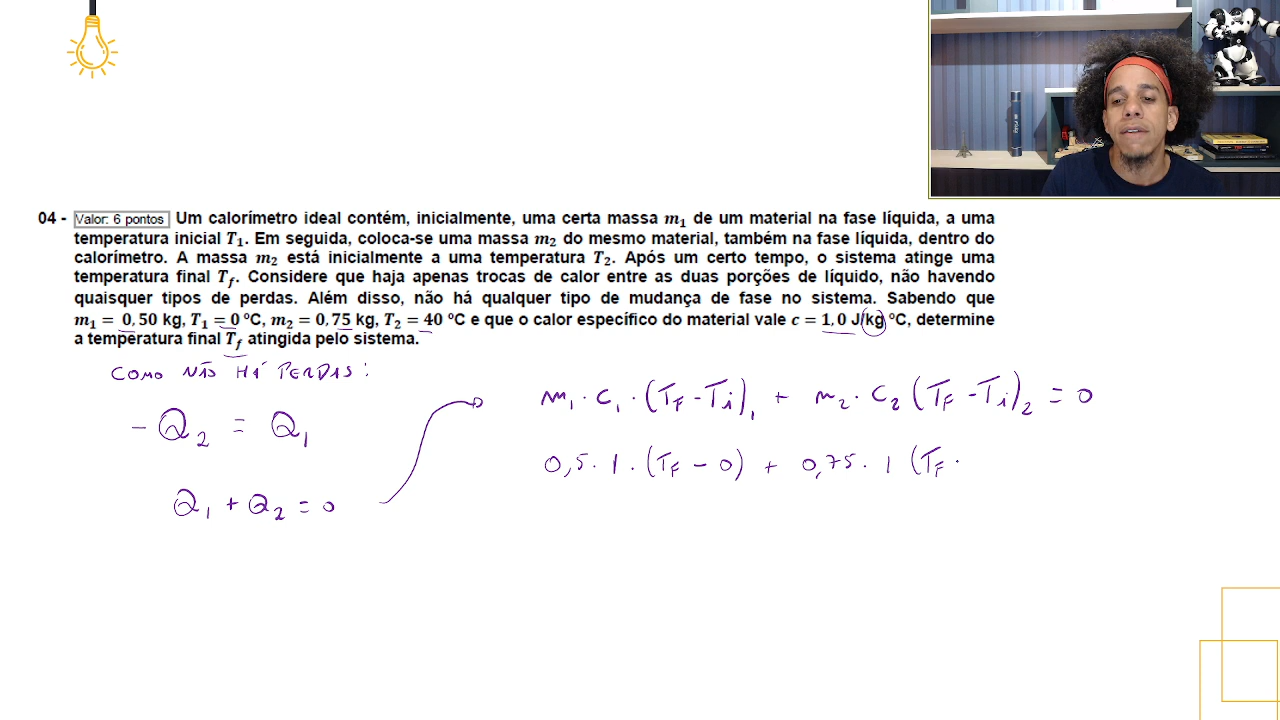 04 - Valor: 6 pontos Um calorímetro ideal contém, inicialmente, uma certa massa m₁ de um material na fase líquida, a uma
temperatura inicial T₁. Em seguida, coloca-se uma massa m₂ do mesmo material, também na fase líquida, dentro do
calorímetro. A massa m₂ está inicialmente a uma temperatura T₂. Após um certo tempo, o sistema atinge uma
temperatura final T_f. Considere que haja apenas trocas de calor entre as duas porções de líquido, não havendo
quaisquer tipos de perdas. Além disso, não há qualquer tipo de mudança de fase no sistema. Sabendo que
m₁ = 0,50 kg, T₁ = 0 ºC, m₂ = 0,75 kg, T₂ = 40 ºC e que o calor específico do material vale c = 1,0 J/kg ºC, determine
a temperatura final T_f atingida pelo sistema.
COMO NÃO HÁ PERDAS:
- Q₂ = Q₁
Q₁ + Q₂ = 0
m₁ · c₁ · (T_F - T_i)₁ + m₂ · c₂ (T_F - T_i)₂ = 0
0,5 · 1 · (T_F - 0) + 0,75 · 1 (T_F ·